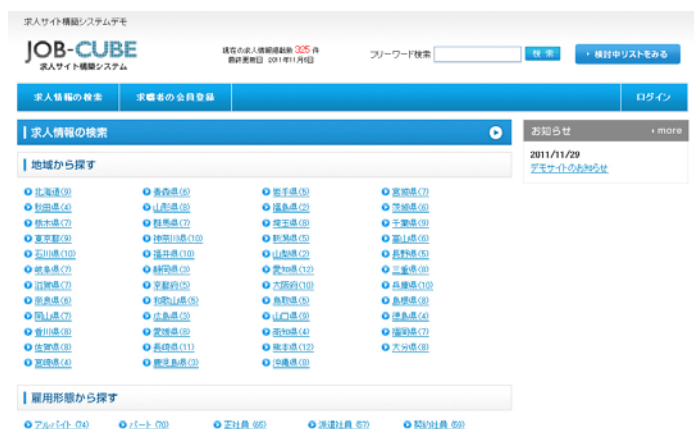 求人サイト構築システムデモ
JOB-CUBE
求人サイト構築システム
現在の求人情報掲載数 325 件
最終更新日 2011年11月6日
フリーワード検索
検索
検討中リストをみる
求人情報の検索 求職者の会員登録 ログイン
求人情報の検索
お知らせ more
2011/11/29
デモサイトのお知らせ
地域から探す
北海道(9) 青森県(6) 岩手県(5) 宮城県(7)
秋田県(4) 山形県(8) 福島県(2) 茨城県(6)
栃木県(7) 群馬県(7) 埼玉県(8) 千葉県(9)
東京都(9) 神奈川県(10) 新潟県(5) 富山県(6)
石川県(10) 福井県(10) 山梨県(2) 長野県(5)
岐阜県(7) 静岡県(3) 愛知県(12) 三重県(8)
滋賀県(7) 京都府(5) 大阪府(10) 兵庫県(10)
奈良県(6) 和歌山県(5) 鳥取県(5) 島根県(8)
岡山県(7) 広島県(3) 山口県(9) 徳島県(4)
香川県(8) 愛媛県(8) 高知県(4) 福岡県(7)
佐賀県(8) 長崎県(11) 熊本県(12) 大分県(8)
宮崎県(4) 鹿児島県(3) 沖縄県(8)
雇用形態から探す
アルバイト (74) パート (70) 正社員 (65) 派遣社員 (57) 契約社員 (59)